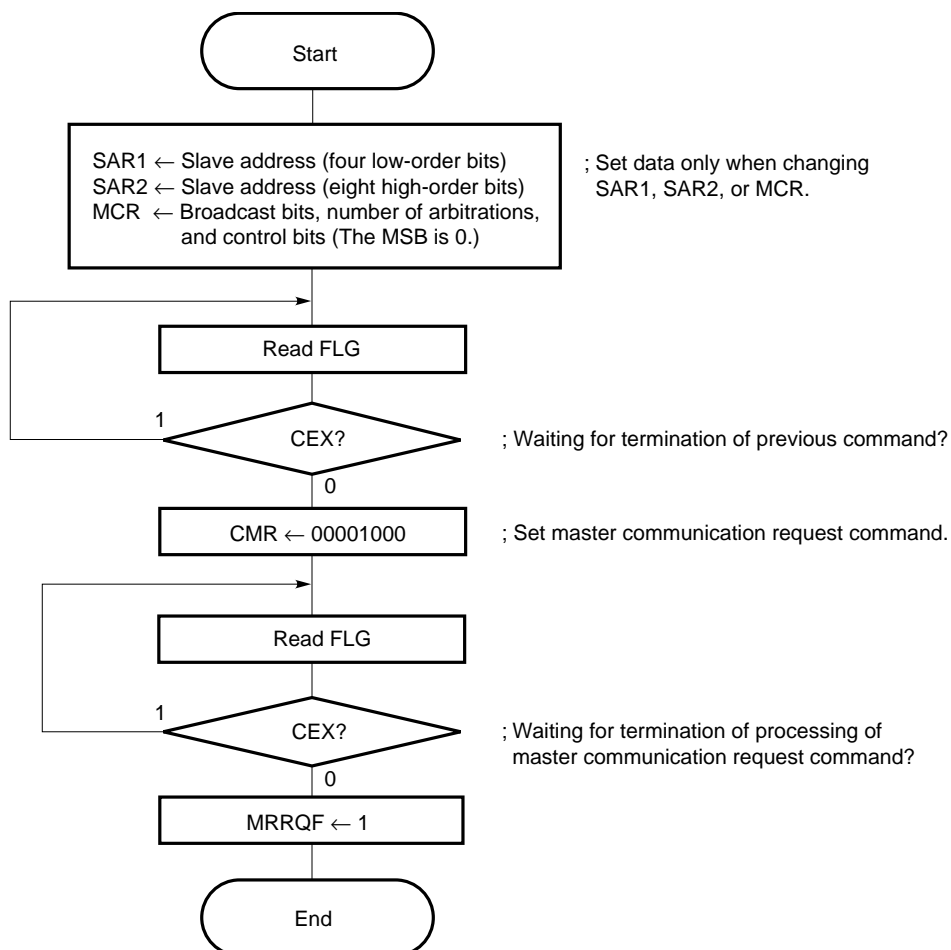 Start
SAR1 ← Slave address (four low-order bits)
SAR2 ← Slave address (eight high-order bits)
MCR ← Broadcast bits, number of arbitrations,
and control bits (The MSB is 0.)
; Set data only when changing
SAR1, SAR2, or MCR.
Read FLG
1
CEX?
; Waiting for termination of previous command?
0
CMR ← 00001000
; Set master communication request command.
Read FLG
1
CEX?
; Waiting for termination of processing of
master communication request command?
0
MRRQF ← 1
End